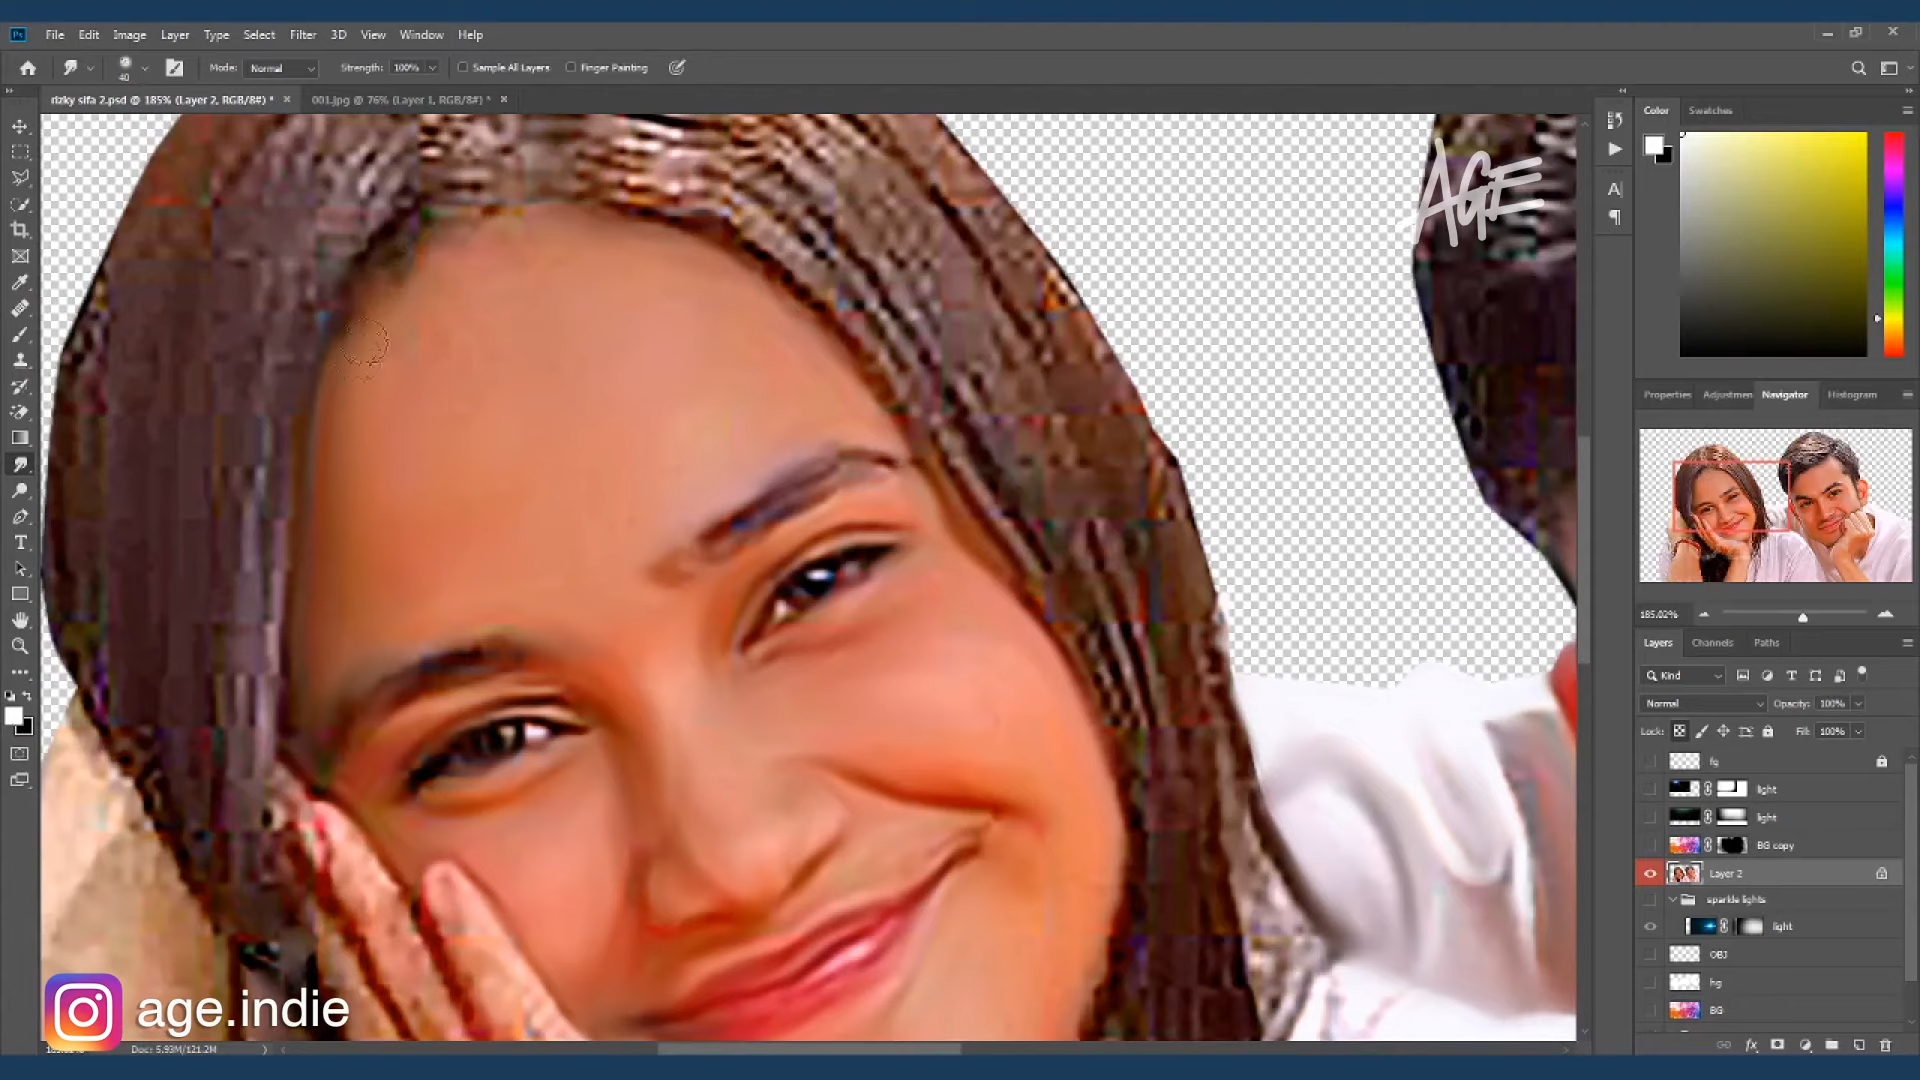 Ps File Edit Image Layer Type Select Filter 3D View Window Help
40 Mode: Normal Strength: 100% Sample All Layers Finger Painting
rizky sifa 2.psd @ 185% (Layer 2, RGB/8#) * × 001.jpg @ 76% (Layer 1, RGB/8#) * ×
Color Swatches
AGE
Properties Adjustmen Navigator Histogram
185.02%
Layers Channels Paths
Kind
Normal Opacity: 100%
Lock: Fill: 100%
fg
light
light
BG copy
Layer 2
sparkle lights
light
OBJ
hg
BG
age.indie
Doc: 5.93M/121.2M